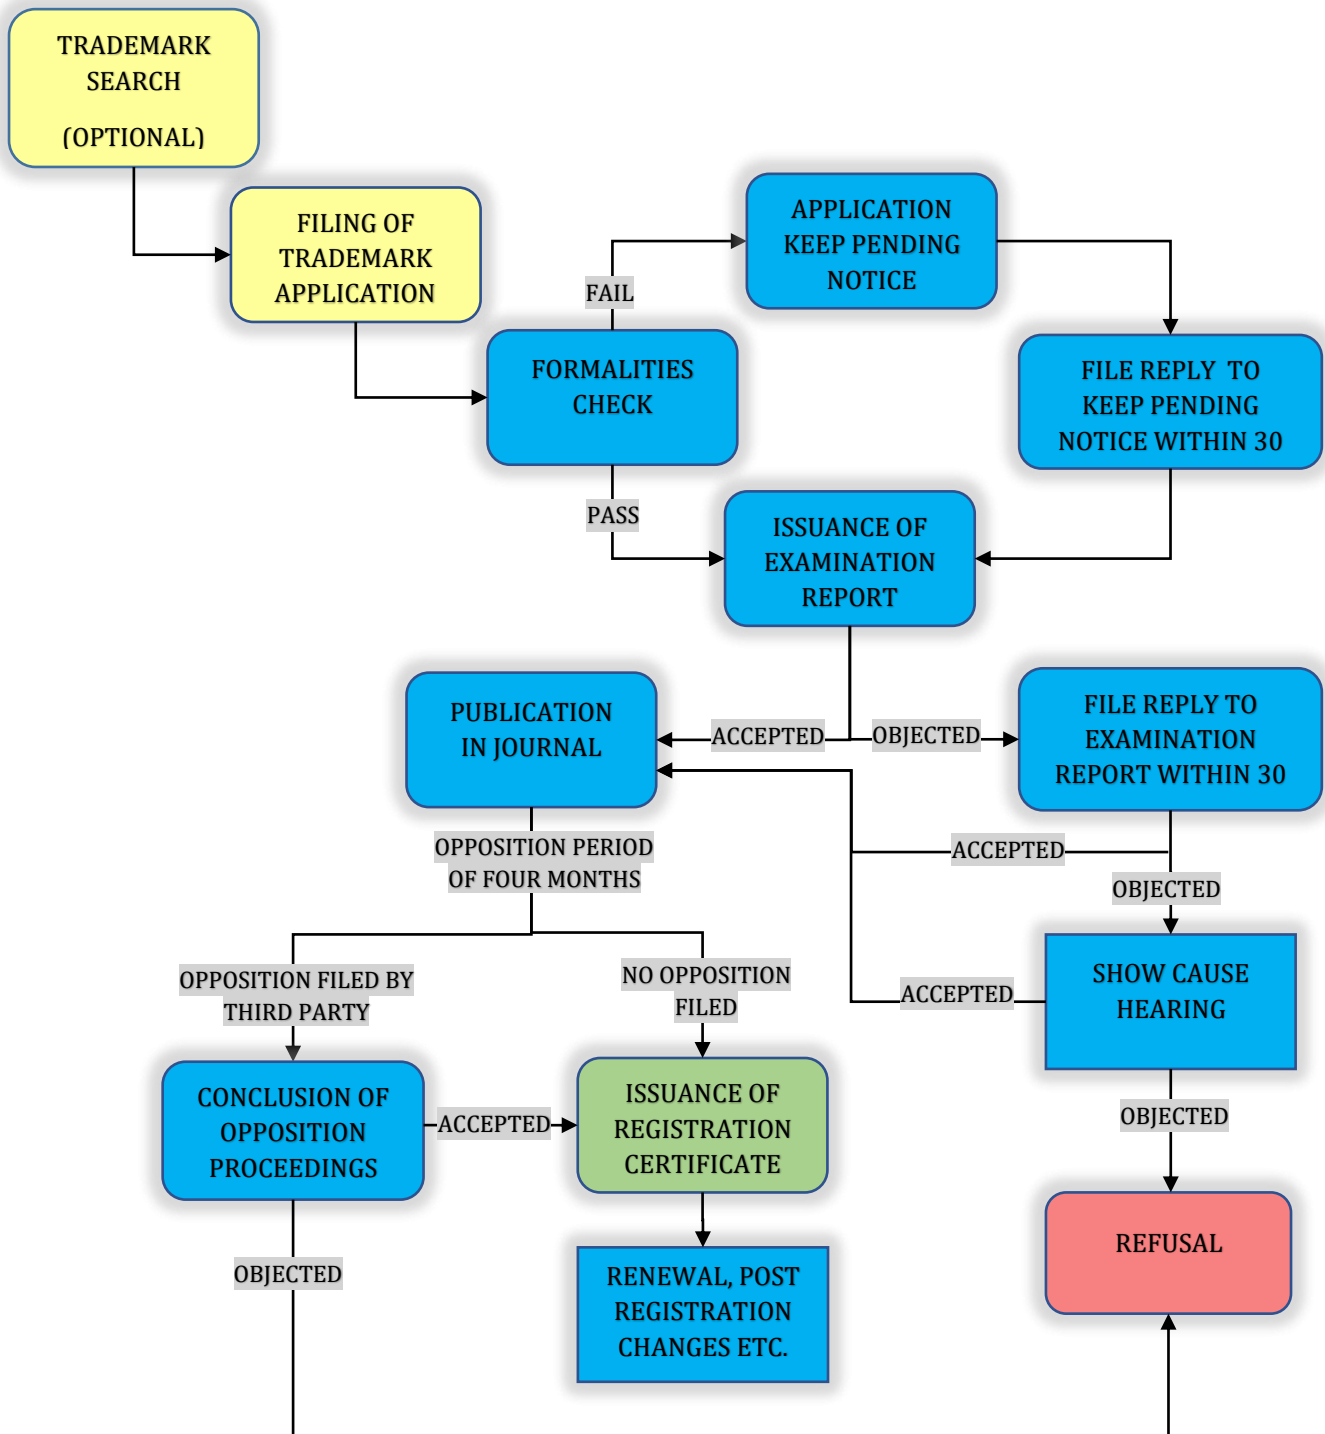 TRADEMARK
SEARCH
(OPTIONAL)
FILING OF
TRADEMARK
APPLICATION
FAIL
APPLICATION
KEEP PENDING
NOTICE
FORMALITIES
CHECK
FILE REPLY TO
KEEP PENDING
NOTICE WITHIN 30
PASS
ISSUANCE OF
EXAMINATION
REPORT
PUBLICATION
IN JOURNAL
ACCEPTED
OBJECTED
FILE REPLY TO
EXAMINATION
REPORT WITHIN 30
OPPOSITION PERIOD
OF FOUR MONTHS
ACCEPTED
OBJECTED
OPPOSITION FILED BY
THIRD PARTY
NO OPPOSITION
FILED
ACCEPTED
SHOW CAUSE
HEARING
CONCLUSION OF
OPPOSITION
PROCEEDINGS
ACCEPTED
ISSUANCE OF
REGISTRATION
CERTIFICATE
OBJECTED
OBJECTED
RENEWAL, POST
REGISTRATION
CHANGES ETC.
REFUSAL